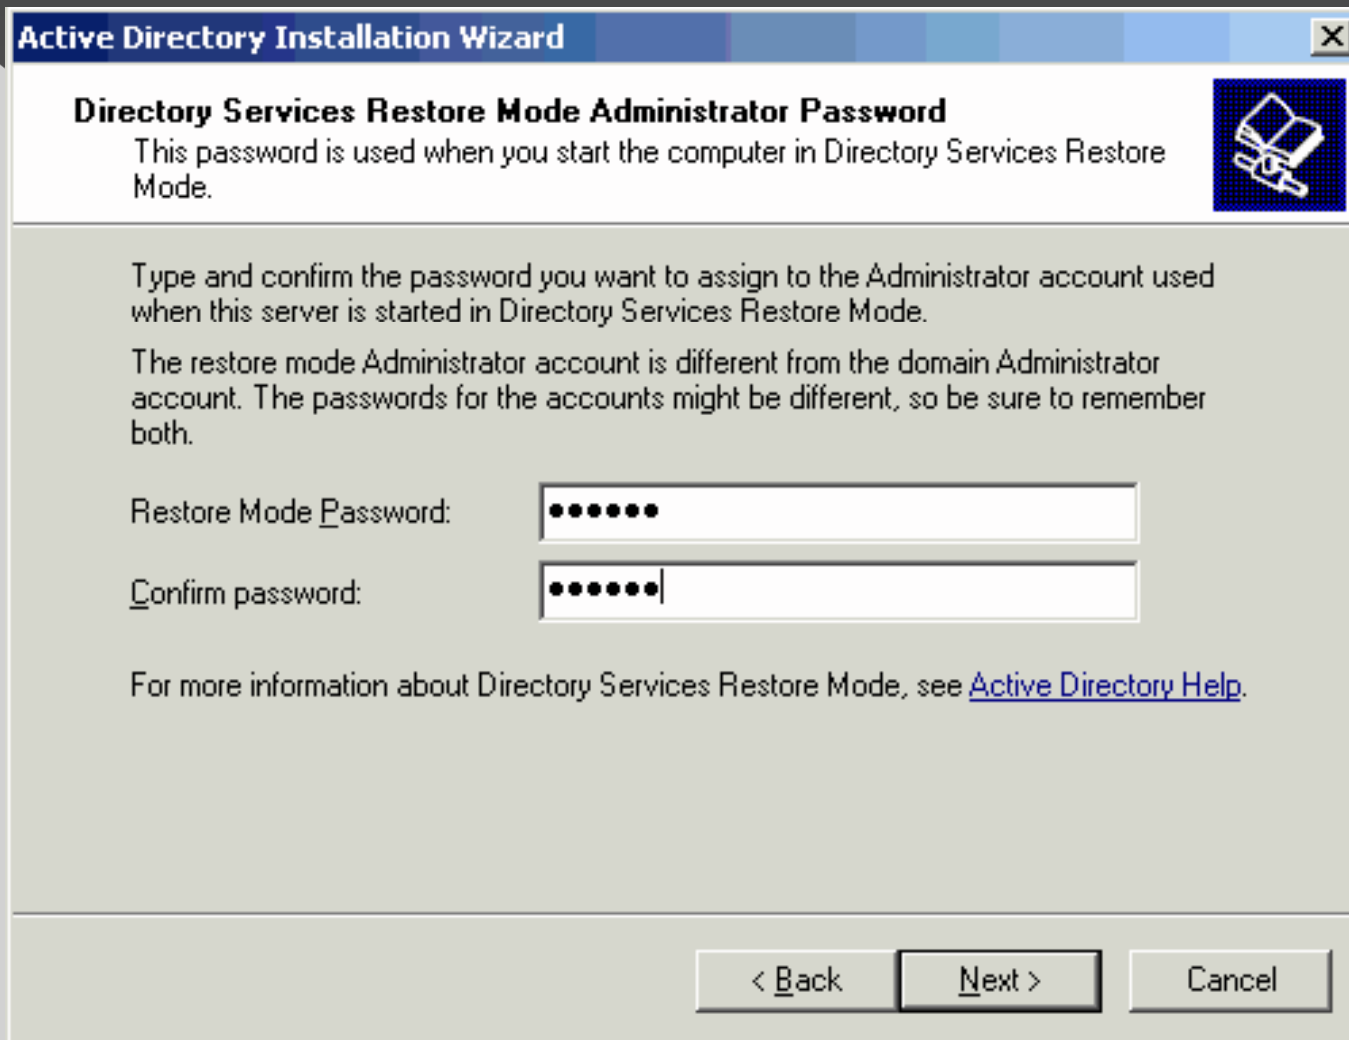 Active Directory Installation Wizard
Directory Services Restore Mode Administrator Password
This password is used when you start the computer in Directory Services Restore
Mode.
Type and confirm the password you want to assign to the Administrator account used
when this server is started in Directory Services Restore Mode.
The restore mode Administrator account is different from the domain Administrator
account. The passwords for the accounts might be different, so be sure to remember
both.
Restore Mode Password: ●●●●●●
Confirm password: ●●●●●●
For more information about Directory Services Restore Mode, see Active Directory Help.
< Back Next > Cancel